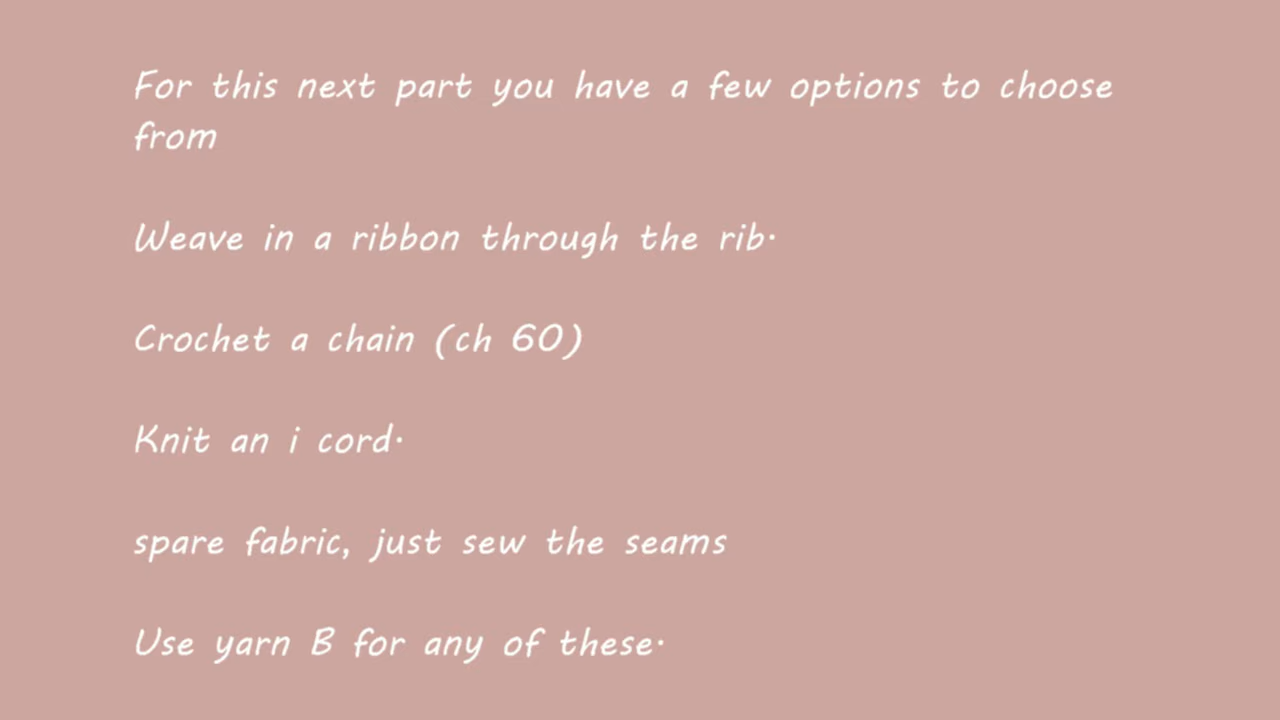 For this next part you have a few options to choose
from
Weave in a ribbon through the rib.
Crochet a chain (ch 60)
Knit an i cord.
spare fabric, just sew the seams
Use yarn B for any of these.